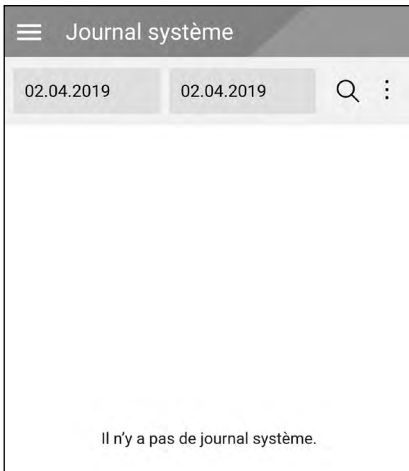 Journal système
02.04.2019 02.04.2019
Il n'y a pas de journal système.